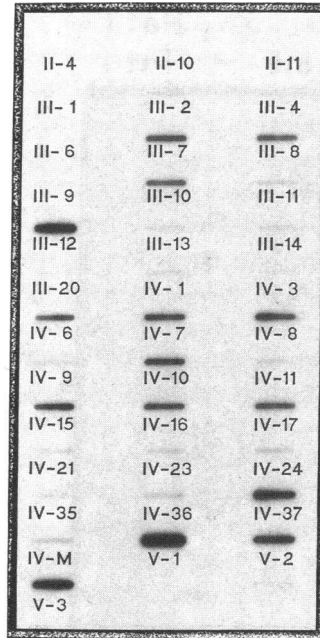 II-4 II-10 II-11
III-1 III-2 III-4
III-6 III-7 III-8
III-9 III-10 III-11
III-12 III-13 III-14
III-20 IV-1 IV-3
IV-6 IV-7 IV-8
IV-9 IV-10 IV-11
IV-15 IV-16 IV-17
IV-21 IV-23 IV-24
IV-35 IV-36 IV-37
IV-M V-1 V-2
V-3